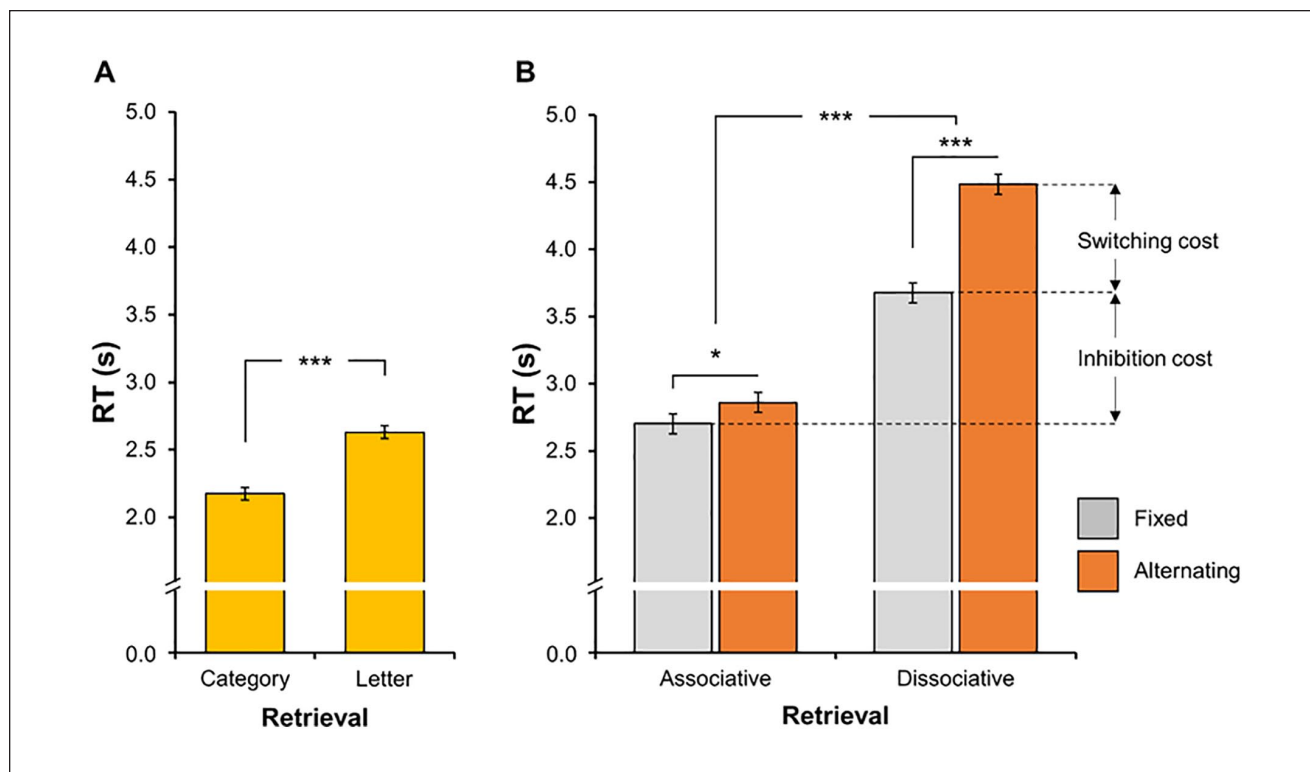 A
5.0
4.5
4.0
3.5
3.0
2.5
2.0
0.0
RT (s)
***
Category
Letter
Retrieval
B
5.0
4.5
4.0
3.5
3.0
2.5
2.0
0.0
RT (s)
***
***
*
Switching cost
Inhibition cost
Fixed
Alternating
Associative
Dissociative
Retrieval